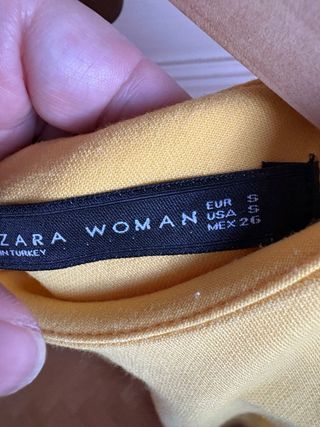 ZARA WOMAN
IN TURKEY
EUR S
USA S
MEX 26